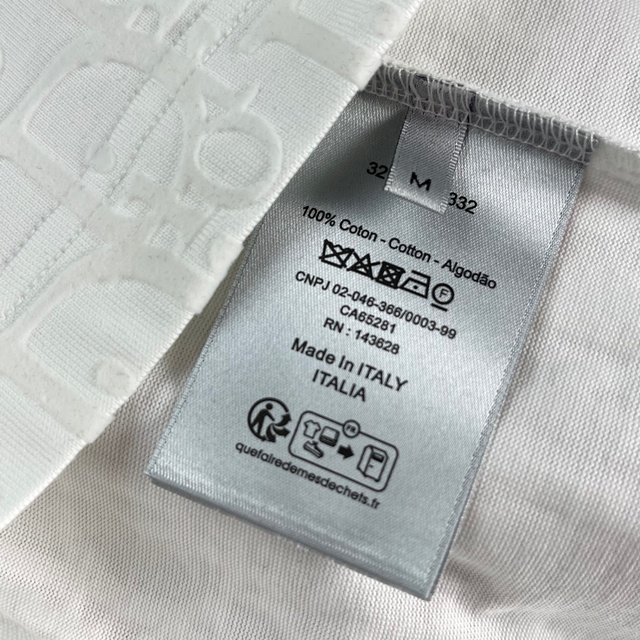 M
32
332
100% Coton - Cotton - Algodão
F
CNPJ 02-046-366/0003-99
CA65281
RN : 143628
Made In ITALY
ITALIA
FR
quefairedemesdechets.fr